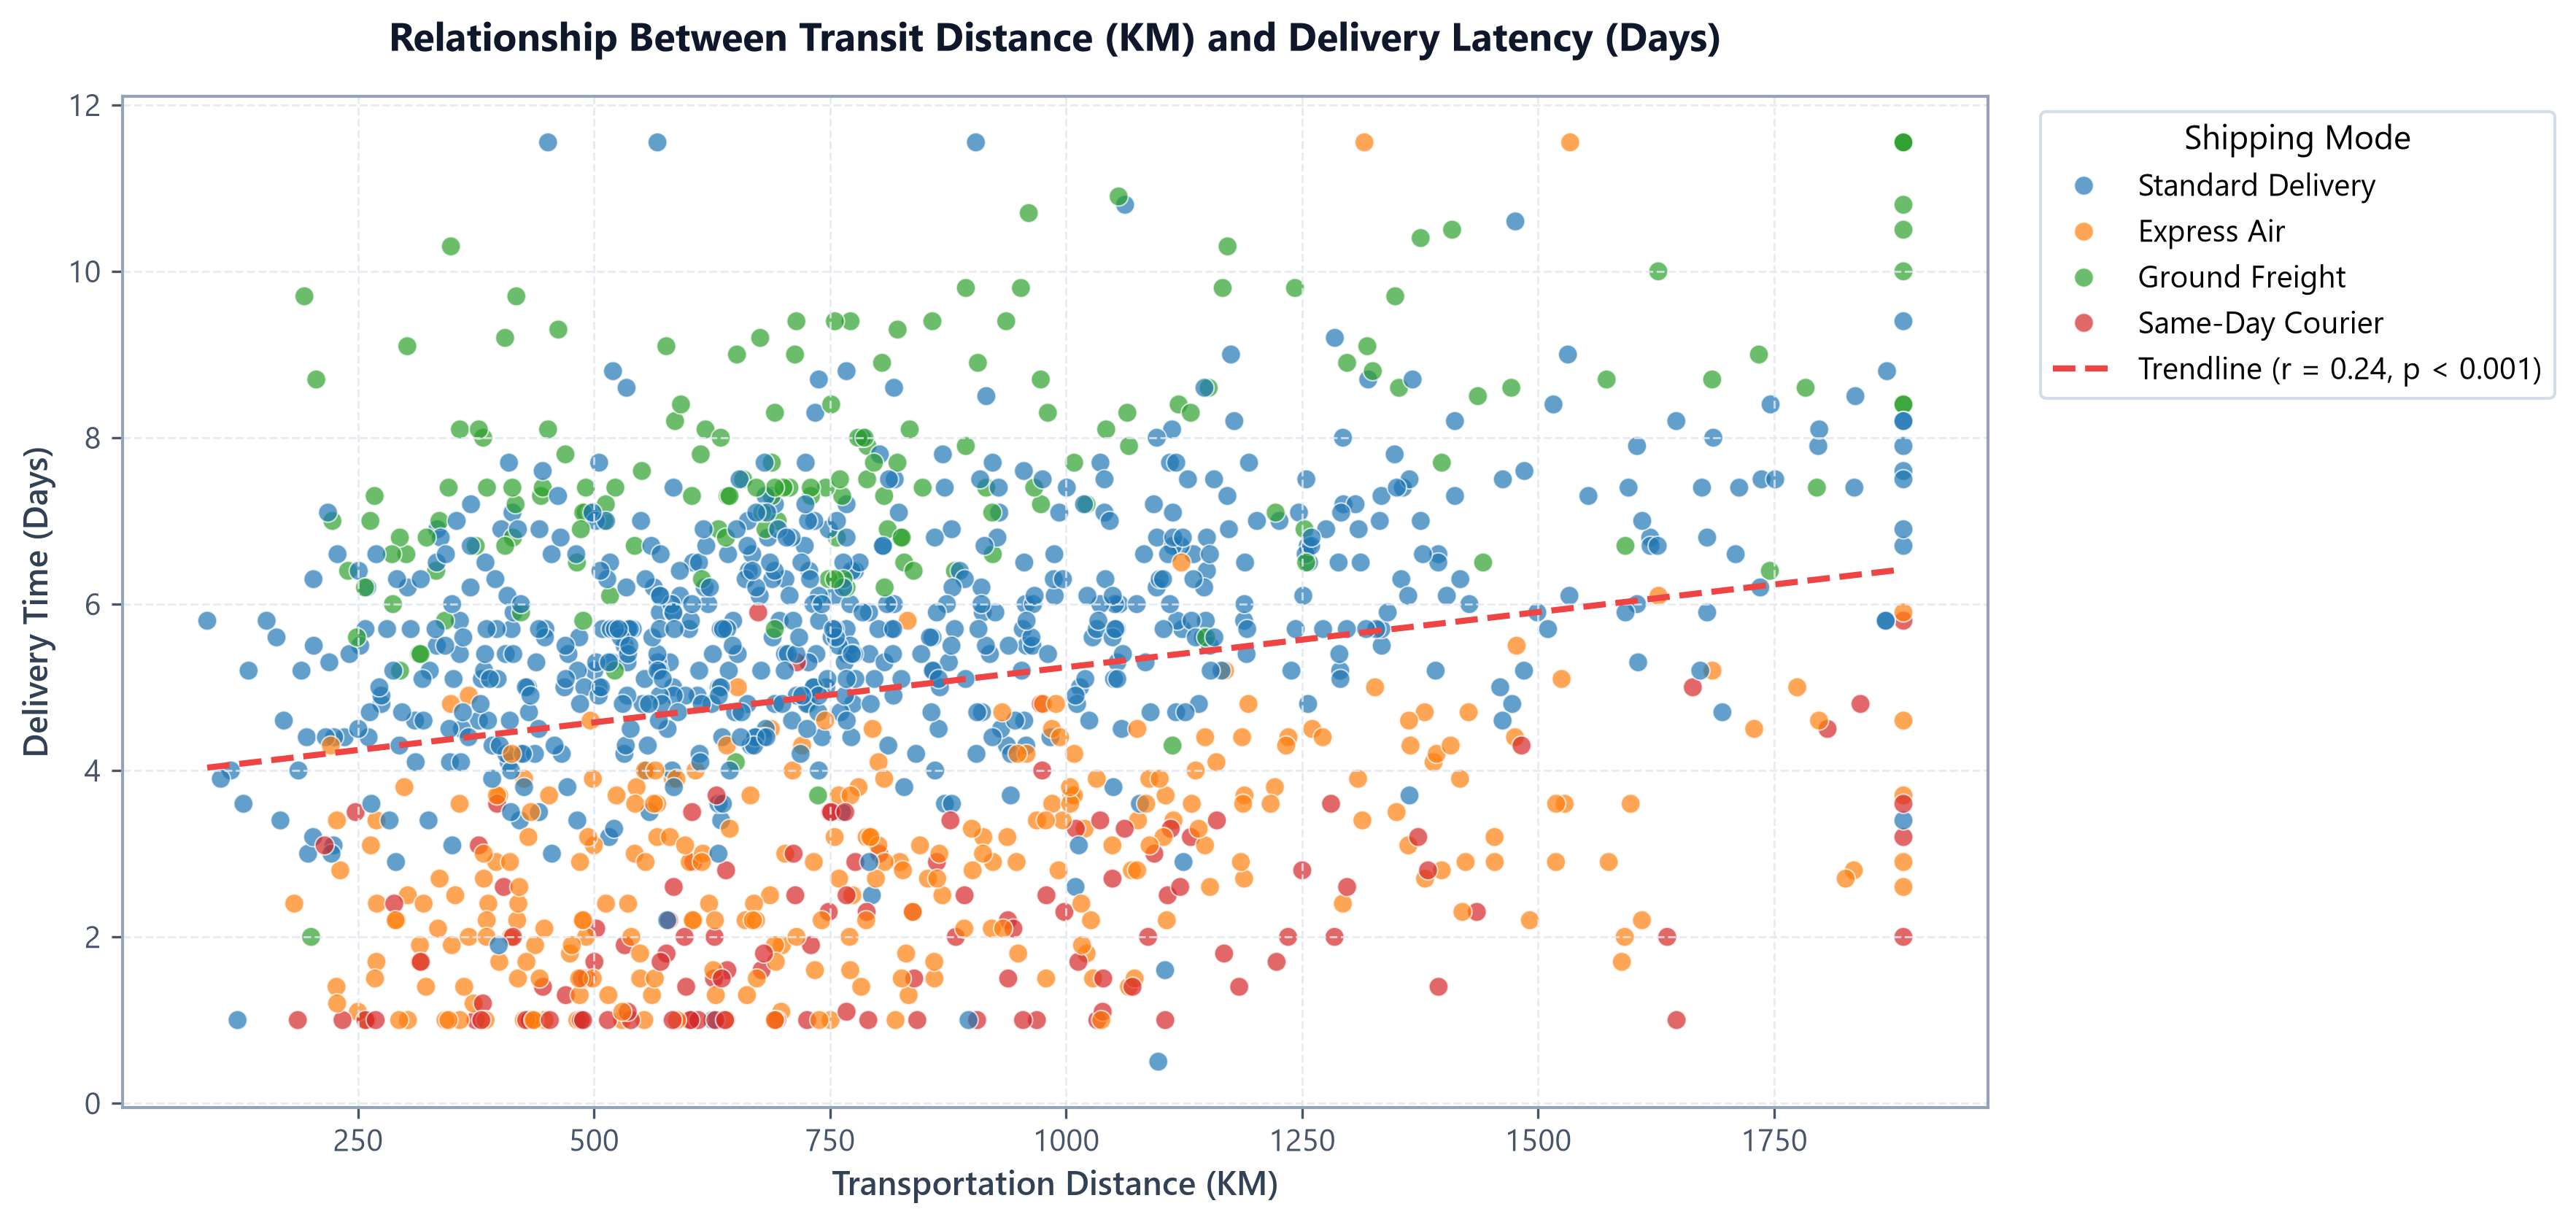 Relationship Between Transit Distance (KM) and Delivery Latency (Days)
12
10
8
6
4
2
0
Delivery Time (Days)
250
500
750
1000
1250
1500
1750
Transportation Distance (KM)
Shipping Mode
Standard Delivery
Express Air
Ground Freight
Same-Day Courier
Trendline (r = 0.24, p < 0.001)